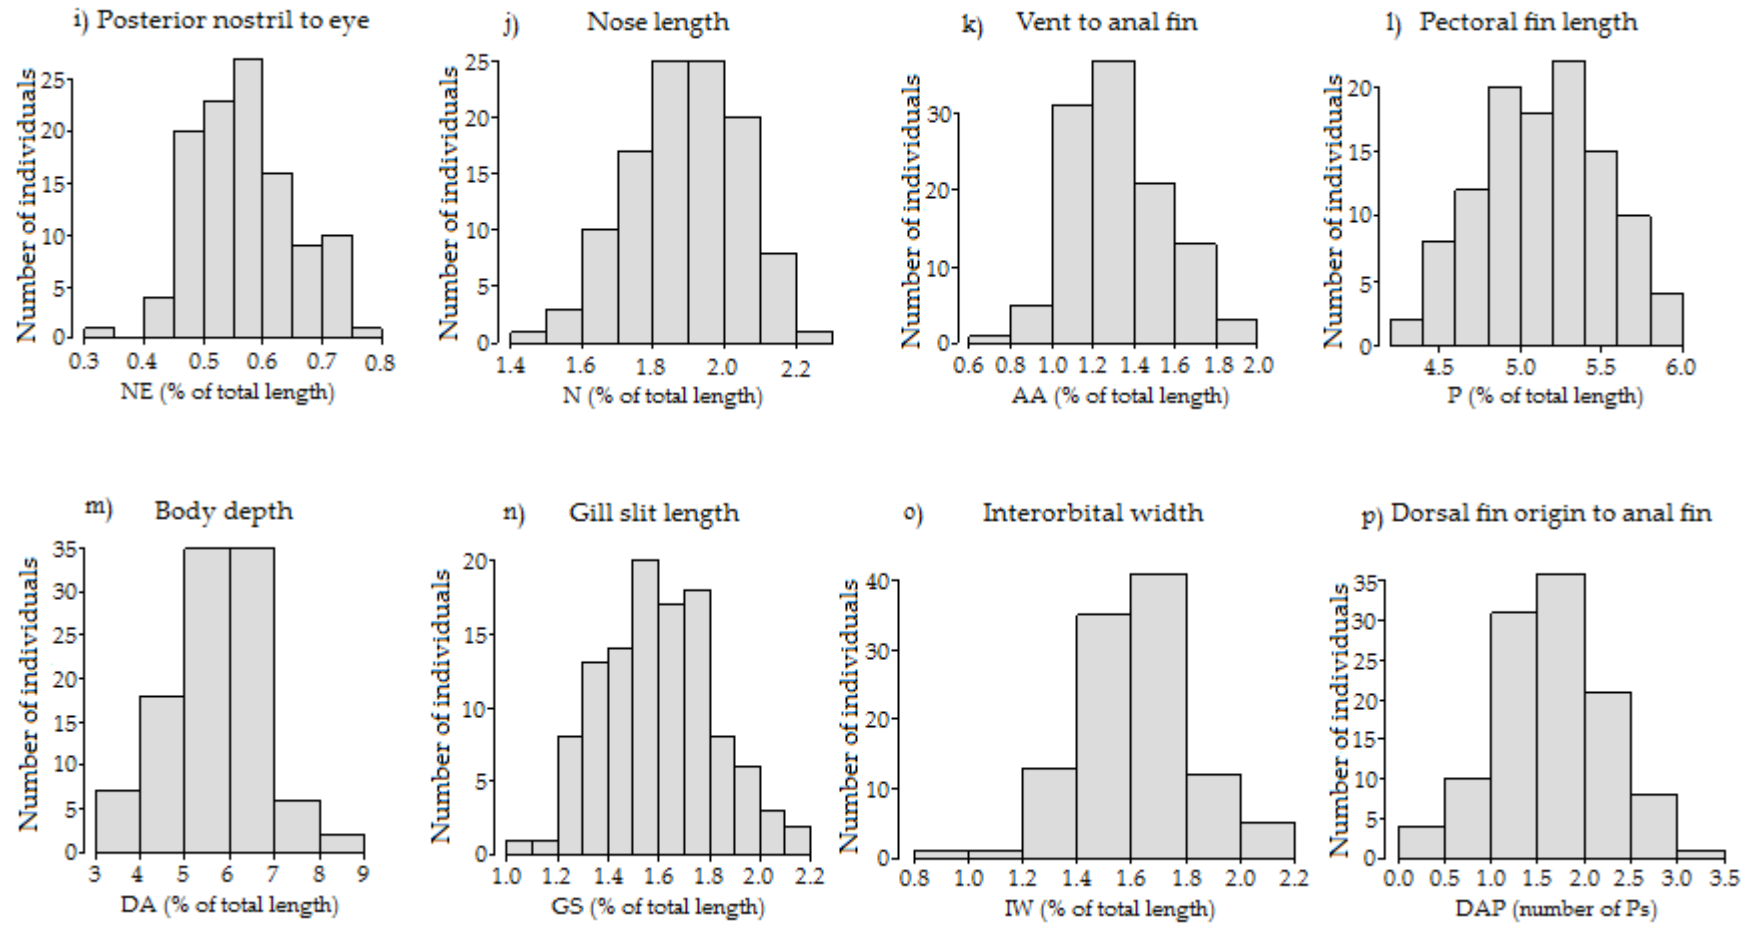 i) Posterior nostril to eye
Number of individuals
25
20
15
10
5
0
0.3 0.4 0.5 0.6 0.7 0.8
NE (% of total length)
j) Nose length
Number of individuals
25
20
15
10
5
0
1.4 1.6 1.8 2.0 2.2
N (% of total length)
k) Vent to anal fin
Number of individuals
30
20
10
0
0.6 0.8 1.0 1.2 1.4 1.6 1.8 2.0
AA (% of total length)
l) Pectoral fin length
Number of individuals
20
15
10
5
0
4.5 5.0 5.5 6.0
P (% of total length)
m) Body depth
Number of individuals
35
30
25
20
15
10
5
0
3 4 5 6 7 8 9
DA (% of total length)
n) Gill slit length
Number of individuals
20
15
10
5
0
1.0 1.2 1.4 1.6 1.8 2.0 2.2
GS (% of total length)
o) Interorbital width
Number of individuals
40
30
20
10
0
0.8 1.0 1.2 1.4 1.6 1.8 2.0 2.2
IW (% of total length)
p) Dorsal fin origin to anal fin
Number of individuals
35
30
25
20
15
10
5
0
0.0 0.5 1.0 1.5 2.0 2.5 3.0 3.5
DAP (number of Ps)